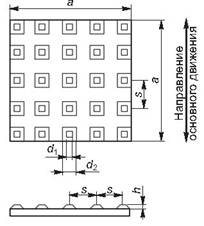 a
a
s
Направление
основного движения
d₁
d₂
s
s
h